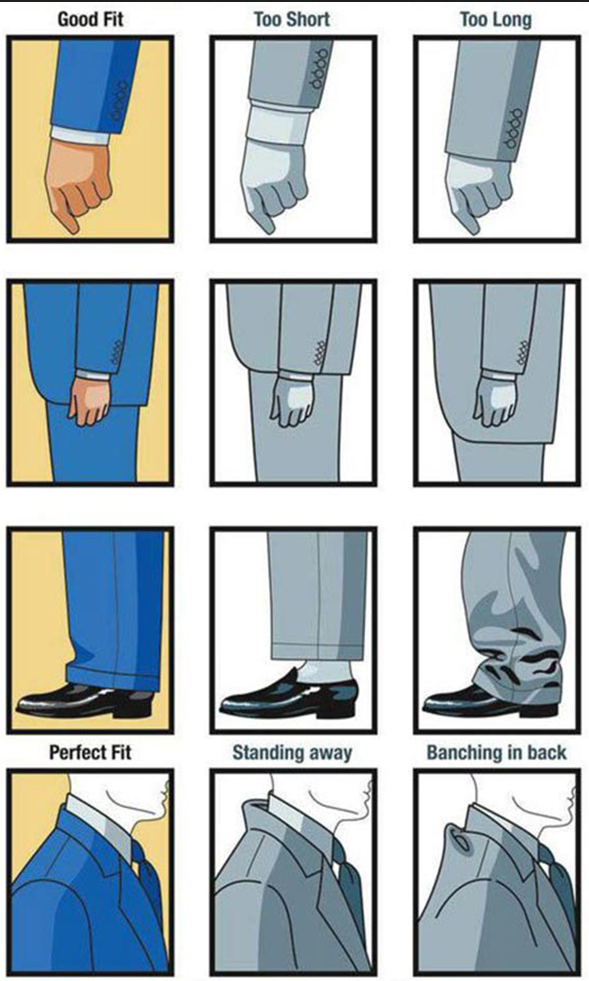 Good Fit
Too Short
Too Long
Perfect Fit
Standing away
Banching in back